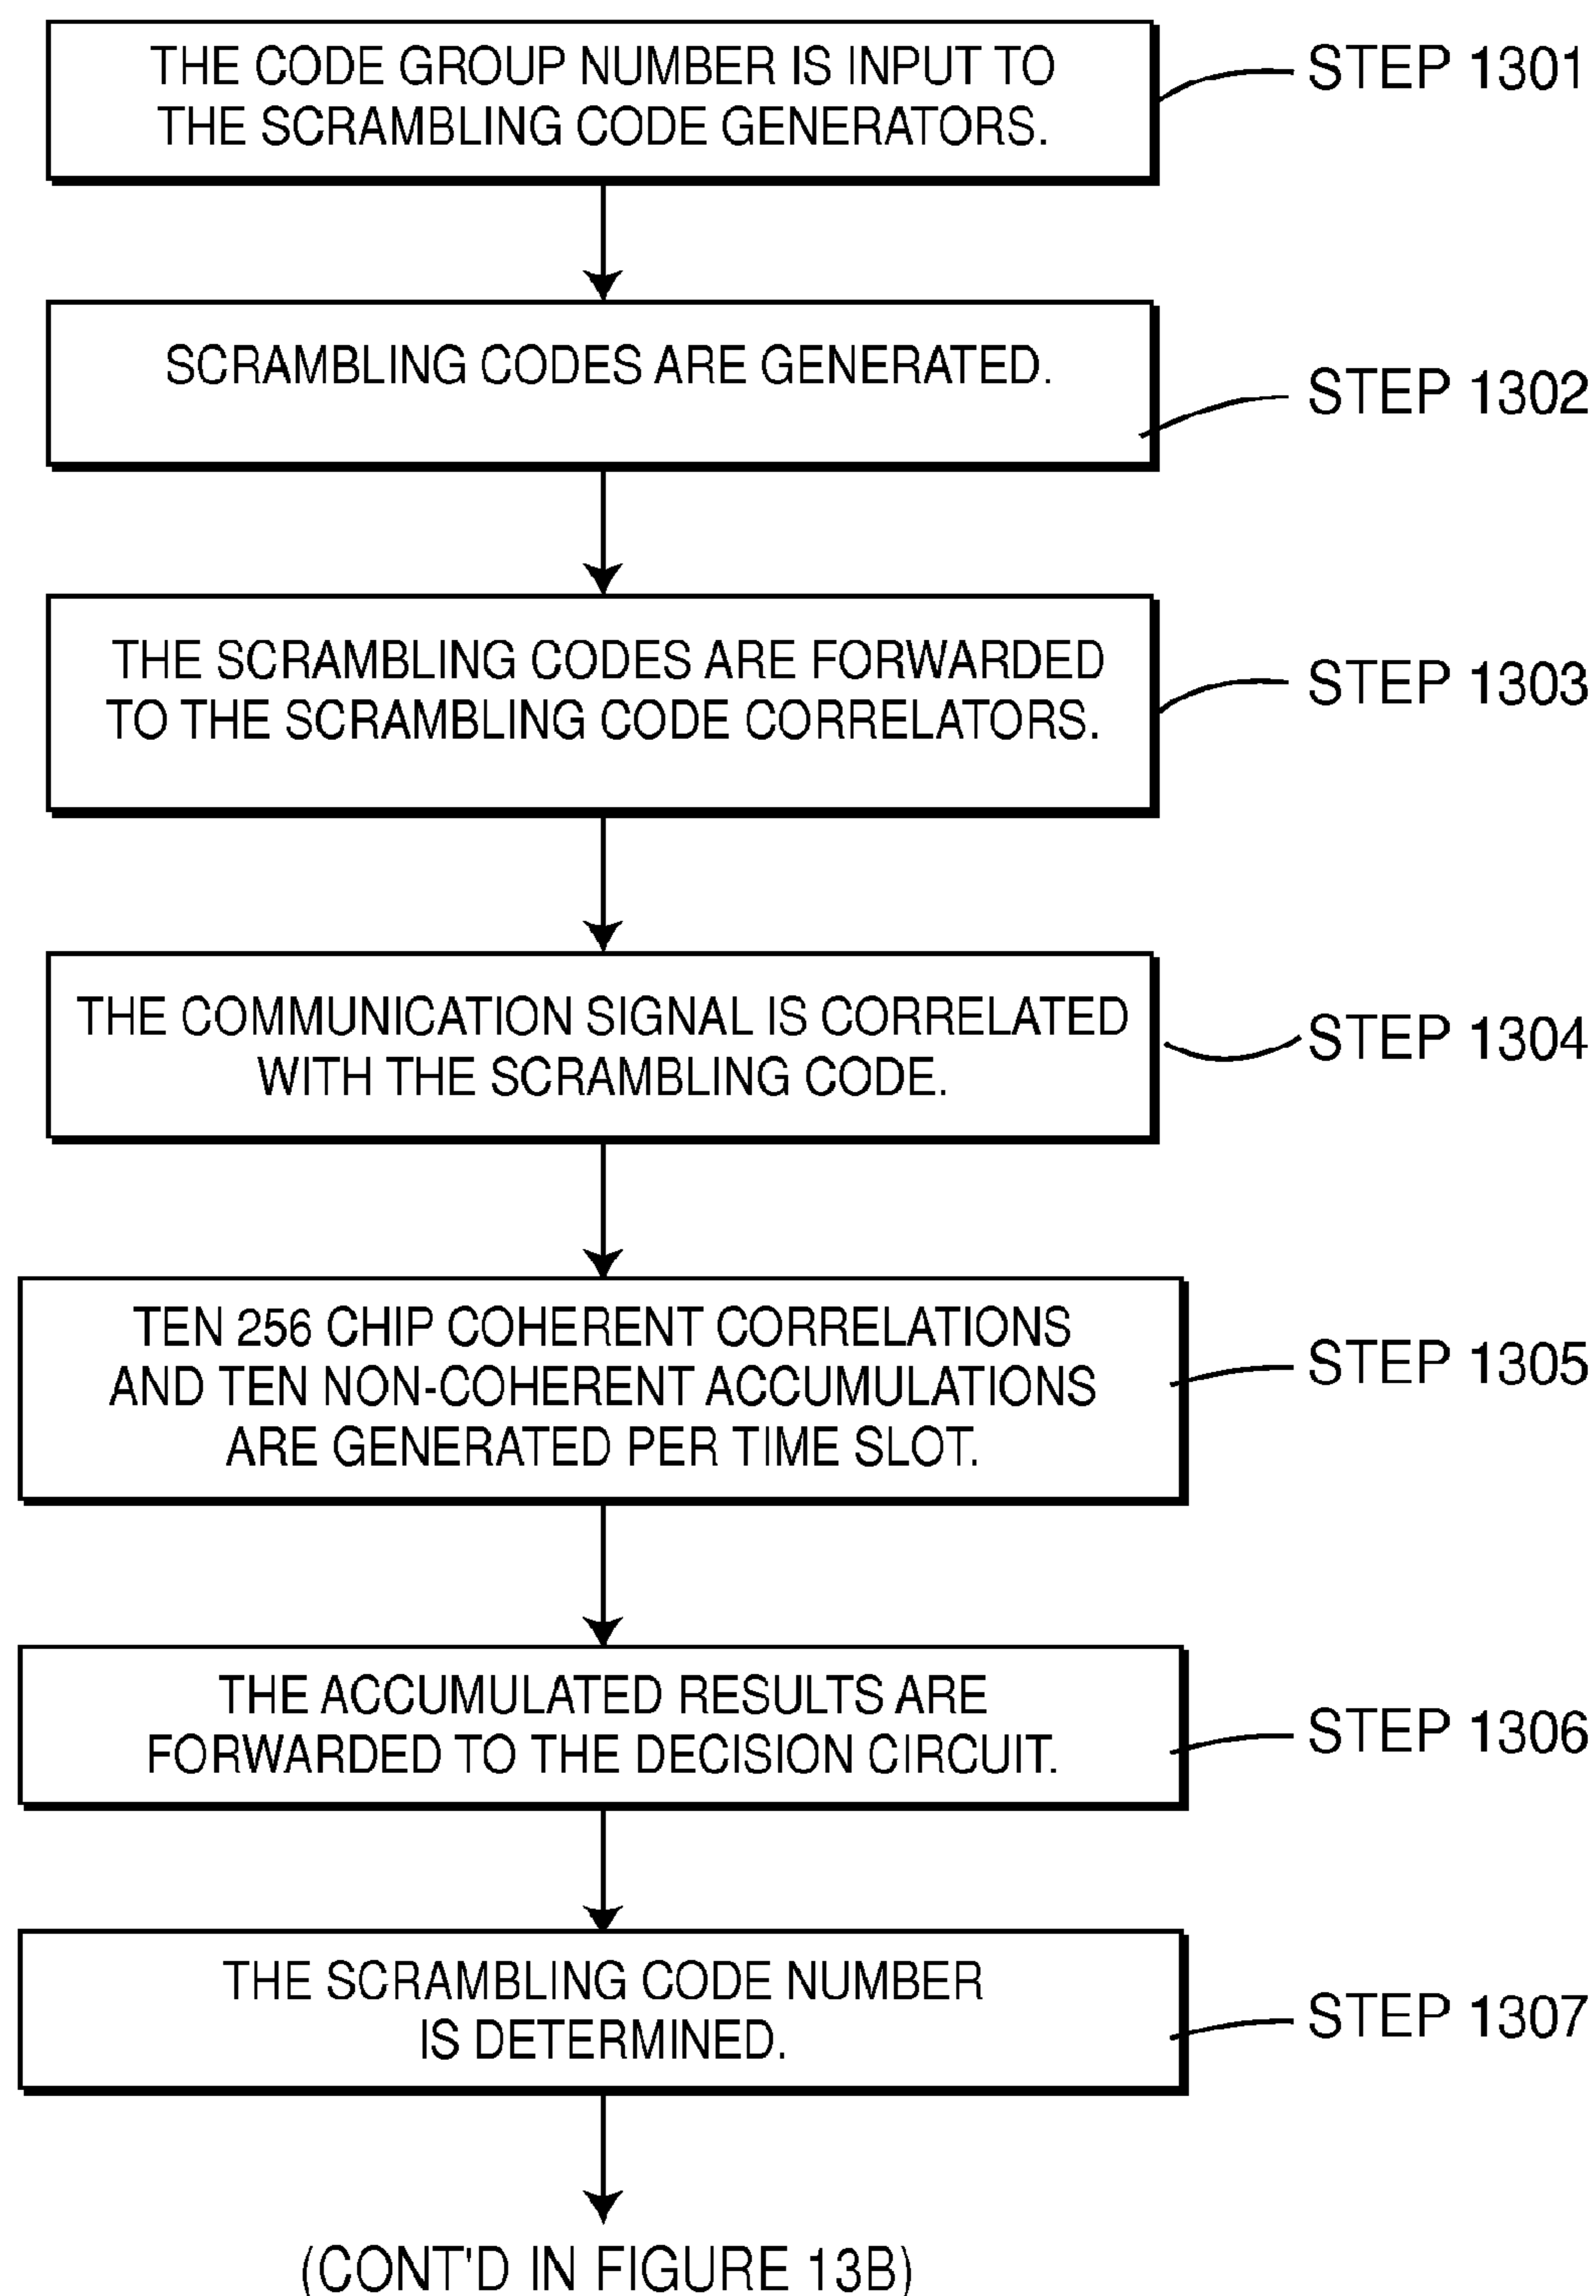 THE CODE GROUP NUMBER IS INPUT TO
THE SCRAMBLING CODE GENERATORS.
STEP 1301
SCRAMBLING CODES ARE GENERATED.
STEP 1302
THE SCRAMBLING CODES ARE FORWARDED
TO THE SCRAMBLING CODE CORRELATORS.
STEP 1303
THE COMMUNICATION SIGNAL IS CORRELATED
WITH THE SCRAMBLING CODE.
STEP 1304
TEN 256 CHIP COHERENT CORRELATIONS
AND TEN NON-COHERENT ACCUMULATIONS
ARE GENERATED PER TIME SLOT.
STEP 1305
THE ACCUMULATED RESULTS ARE
FORWARDED TO THE DECISION CIRCUIT.
STEP 1306
THE SCRAMBLING CODE NUMBER
IS DETERMINED.
STEP 1307
(CONT'D IN FIGURE 13B)